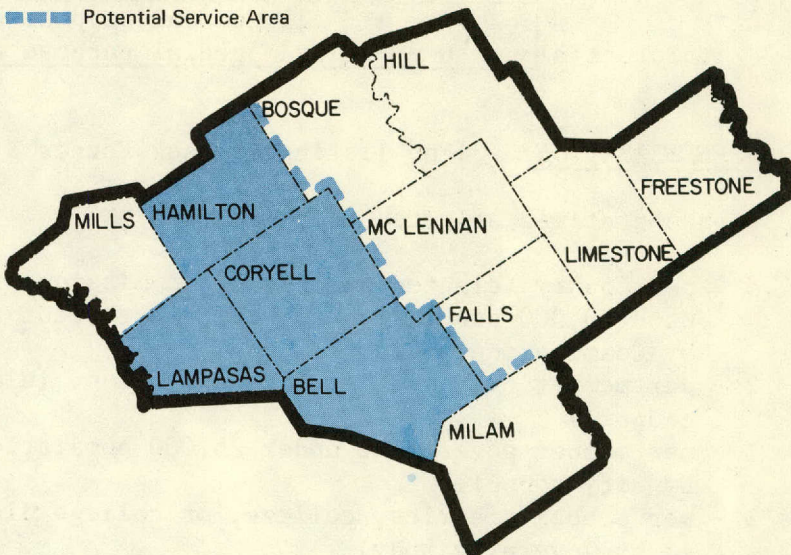 Potential Service Area
HILL
BOSQUE
FREESTONE
HAMILTON
MILLS
MC LENNAN
LIMESTONE
CORYELL
FALLS
LAMPASAS
BELL
MILAM